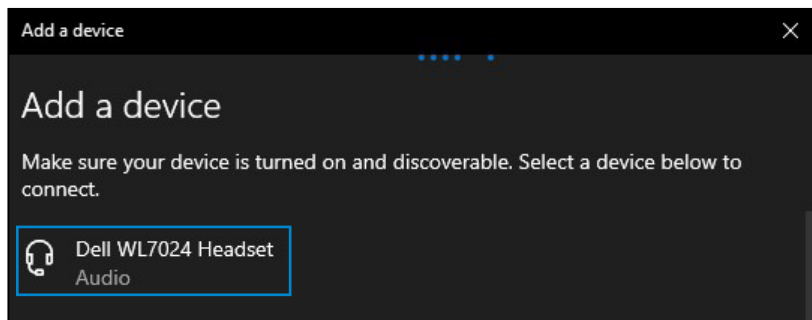 Add a device
Add a device
Make sure your device is turned on and discoverable. Select a device below to
connect.
Dell WL7024 Headset
Audio